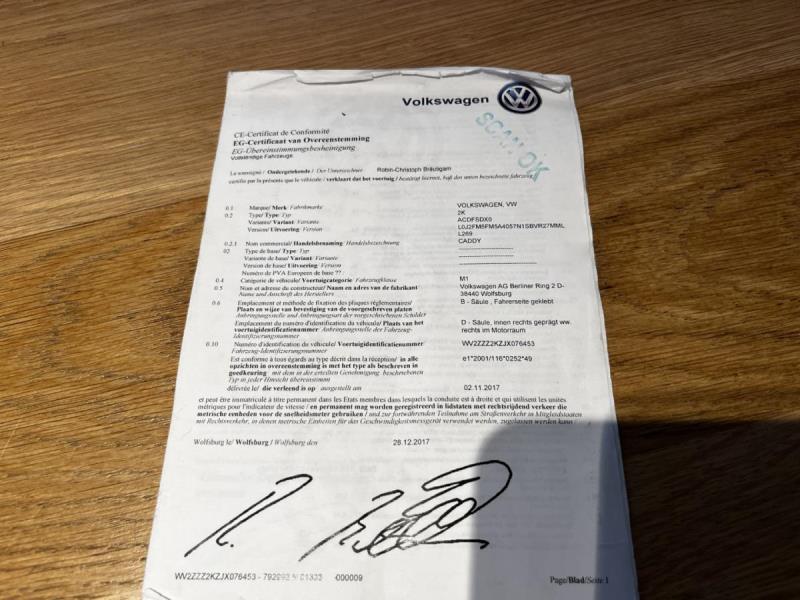 Volkswagen
SCAN OK
CE-Certificat de Conformité
EG-Certificaat van Overeenstemming
EG-Übereinstimmungsbescheinigung
Vollständige Fahrzeuge
Le soussigné / Ondergetekende / Der Unterzeichner Robin-Christoph Bräutigam
certifie par la présente que le véhicule / verklaart dat het voertuig / bestätigt hiermit, daß das unten bezeichnete Fahrzeug
0.1 Marque/ Merk / Fabrikmarke VOLKSWAGEN, VW
0.2 Type/ Type / Typ 2K
Variante/ Variant / Variante ACDFSDX0
Version/ Uitvoering / Version L0J2FM5FM5A4057N1SBVR27MML
L269
0.2.1 Nom commercial / Handelsbenaming / Handelsbezeichnung CADDY
02 Type de base/ Type / Typ
Variante de base/ Variant / Variante
Version de base/ Uitvoering / Version
Numéro de PVA Européen de base ?? :
0.4 Catégorie de véhicule/ Voertuigcategorie / Fahrzeugklasse M1
0.5 Nom et adresse du constructeur/ Naam en adres van de fabrikant Volkswagen AG Berliner Ring 2 D-
Name und Anschrift des Herstellers 38440 Wolfsburg
0.6 Emplacement et méthode de fixation des plaques réglementaires/ B - Säule , Fahrerseite geklebt
Plaats en wijze van bevestiging van de voorgeschreven platen
Anbringungsstelle und Anbringungsart der vorgeschriebenen Schilder
Emplacement du numéro d'identification du véhicule/ Plaats van het D - Säule, innen rechts geprägt ww.
voertuigidentificatienummer Anbringungsstelle der Fahrzeug- rechts im Motorraum
Identifizierungsnummer
0.10 Numéro d'identification du véhicule/ Voertuigidentificatienummer WV2ZZZ2KZJX076453
Fahrzeug-Identifizierungsnummer
Est conforme à tous égards au type décrit dans la réception/ in alle e1*2001/116*0252*49
opzichten in overeenstemming is met het type als beschreven in
goedkeuring / mit dem in der erteilten Genehmigung beschriebenen
Typ in jeder Hinsicht übereinstimmt
délivrée le/ die verleend is op ausgestellt am 02.11.2017
et peut être immatriculé à titre permanent dans les Etats membres dans lesquels la conduite est à droite et qui utilisent les unités
métriques pour l'indicateur de vitesse / en permanent mag worden geregistreerd in lidstaten met rechtsrijdend verkeer die
metrische eenheden voor de snelheidsmeter gebruiken / und zur fortwährenden Teilnahme am Straßenverkehr in Mitgliedstaaten
mit Rechtsverkehr, in denen metrische Einheiten für das Geschwindigkeitsmessgerät verwendet werden, zugelassen werden kann /
Wolfsburg le/ Wolfsburg / Wolfsburg den 28.12.2017
WV2ZZZ2KZJX076453 - 000009
Page/Blad/Seite 1